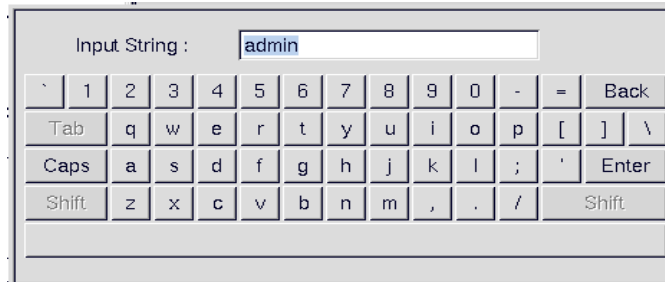 Input String : admin
` 1 2 3 4 5 6 7 8 9 0 - = Back
Tab q w e r t y u i o p [ ] \
Caps a s d f g h j k l ; ' Enter
Shift z x c v b n m , . / Shift